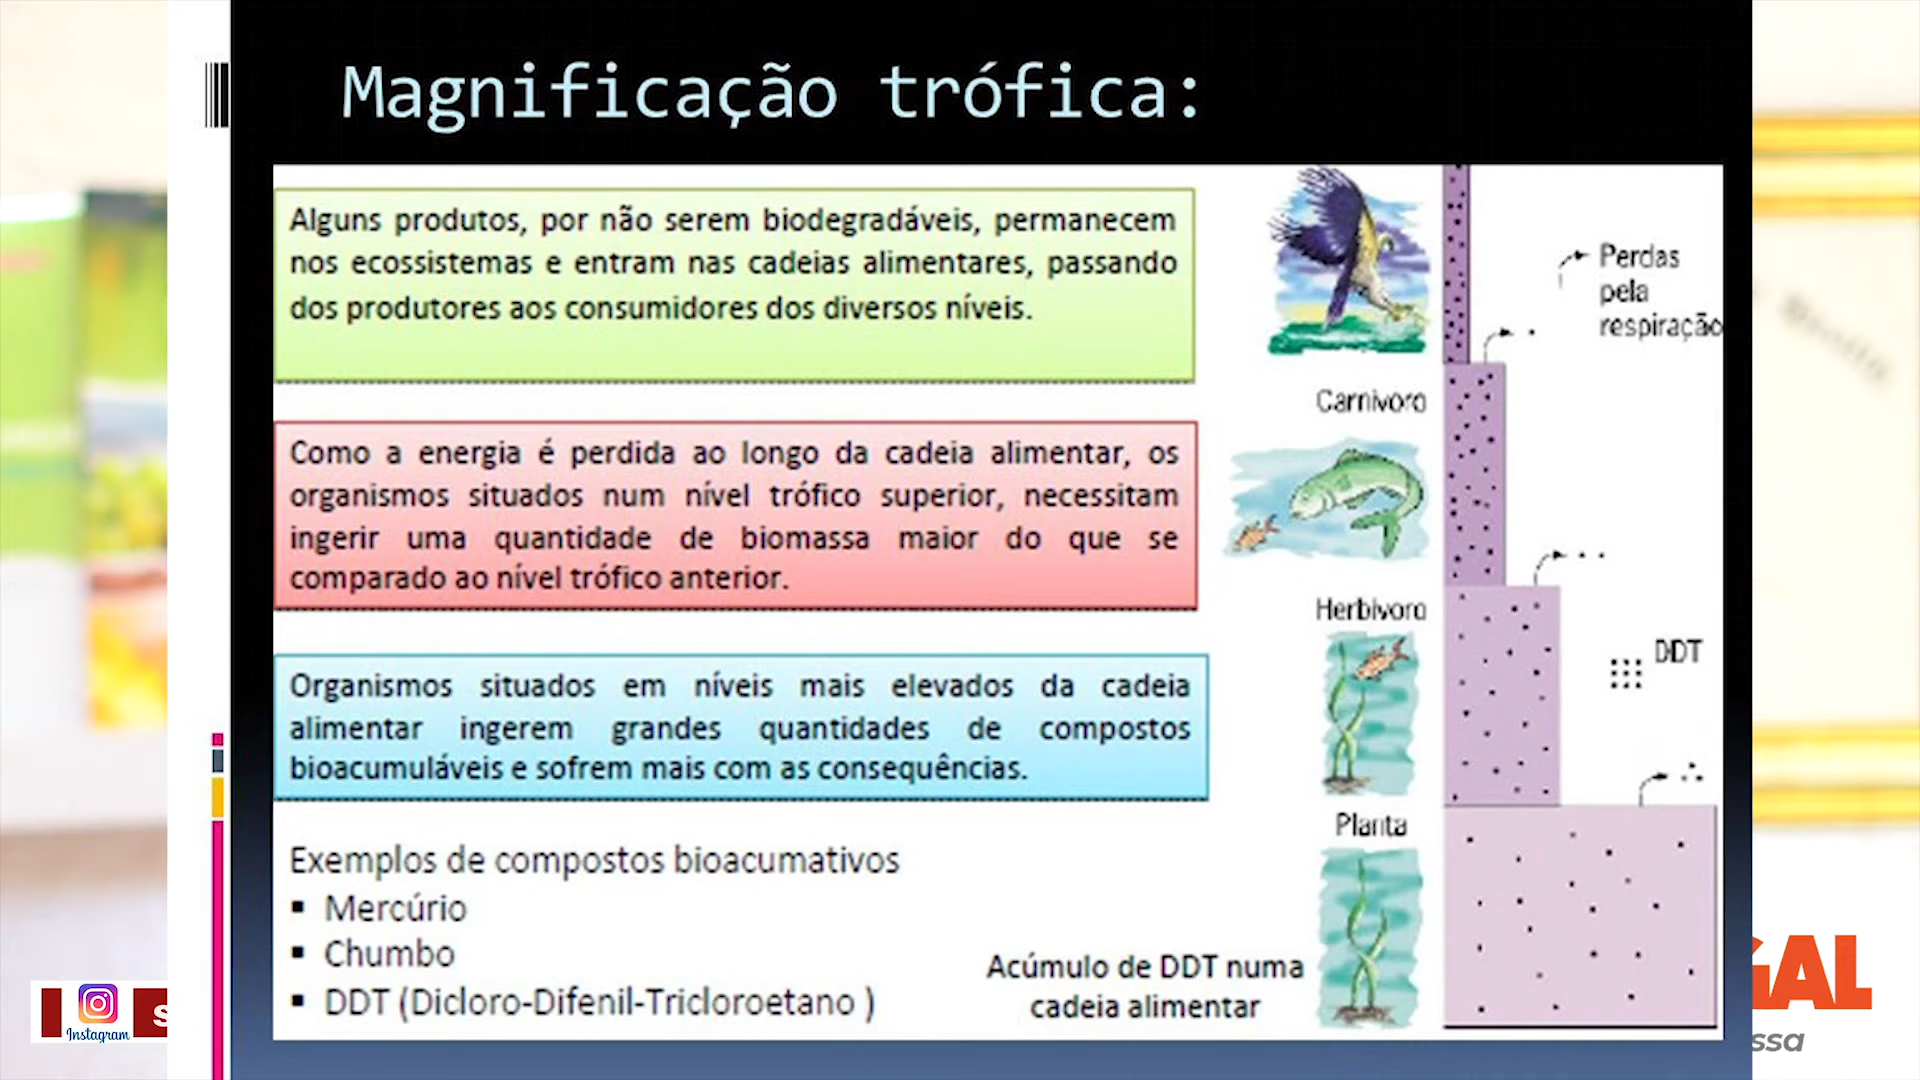 Magnificação trófica:
Alguns produtos, por não serem biodegradáveis, permanecem
nos ecossistemas e entram nas cadeias alimentares, passando
dos produtores aos consumidores dos diversos níveis.
Como a energia é perdida ao longo da cadeia alimentar, os
organismos situados num nível trófico superior, necessitam
ingerir uma quantidade de biomassa maior do que se
comparado ao nível trófico anterior.
Organismos situados em níveis mais elevados da cadeia
alimentar ingerem grandes quantidades de compostos
bioacumuláveis e sofrem mais com as consequências.
Exemplos de compostos bioacumativos
▪ Mercúrio
▪ Chumbo
▪ DDT (Dicloro-Difenil-Tricloroetano )
Perdas
pela
respiração
Carnívoro
Herbívoro
DDT
Planta
Acúmulo de DDT numa
cadeia alimentar
Instagram
S
GAL
ssa